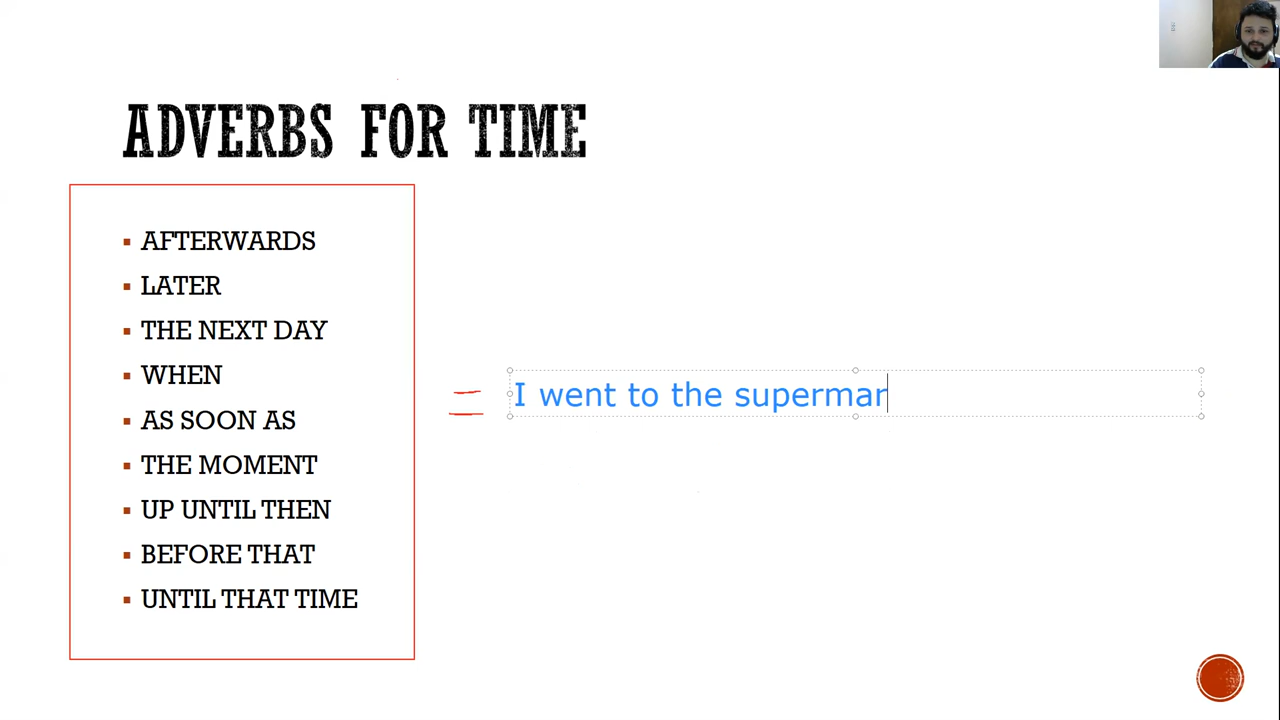 ADVERBS FOR TIME
AFTERWARDS
LATER
THE NEXT DAY
WHEN
AS SOON AS
THE MOMENT
UP UNTIL THEN
BEFORE THAT
UNTIL THAT TIME
= I went to the supermar